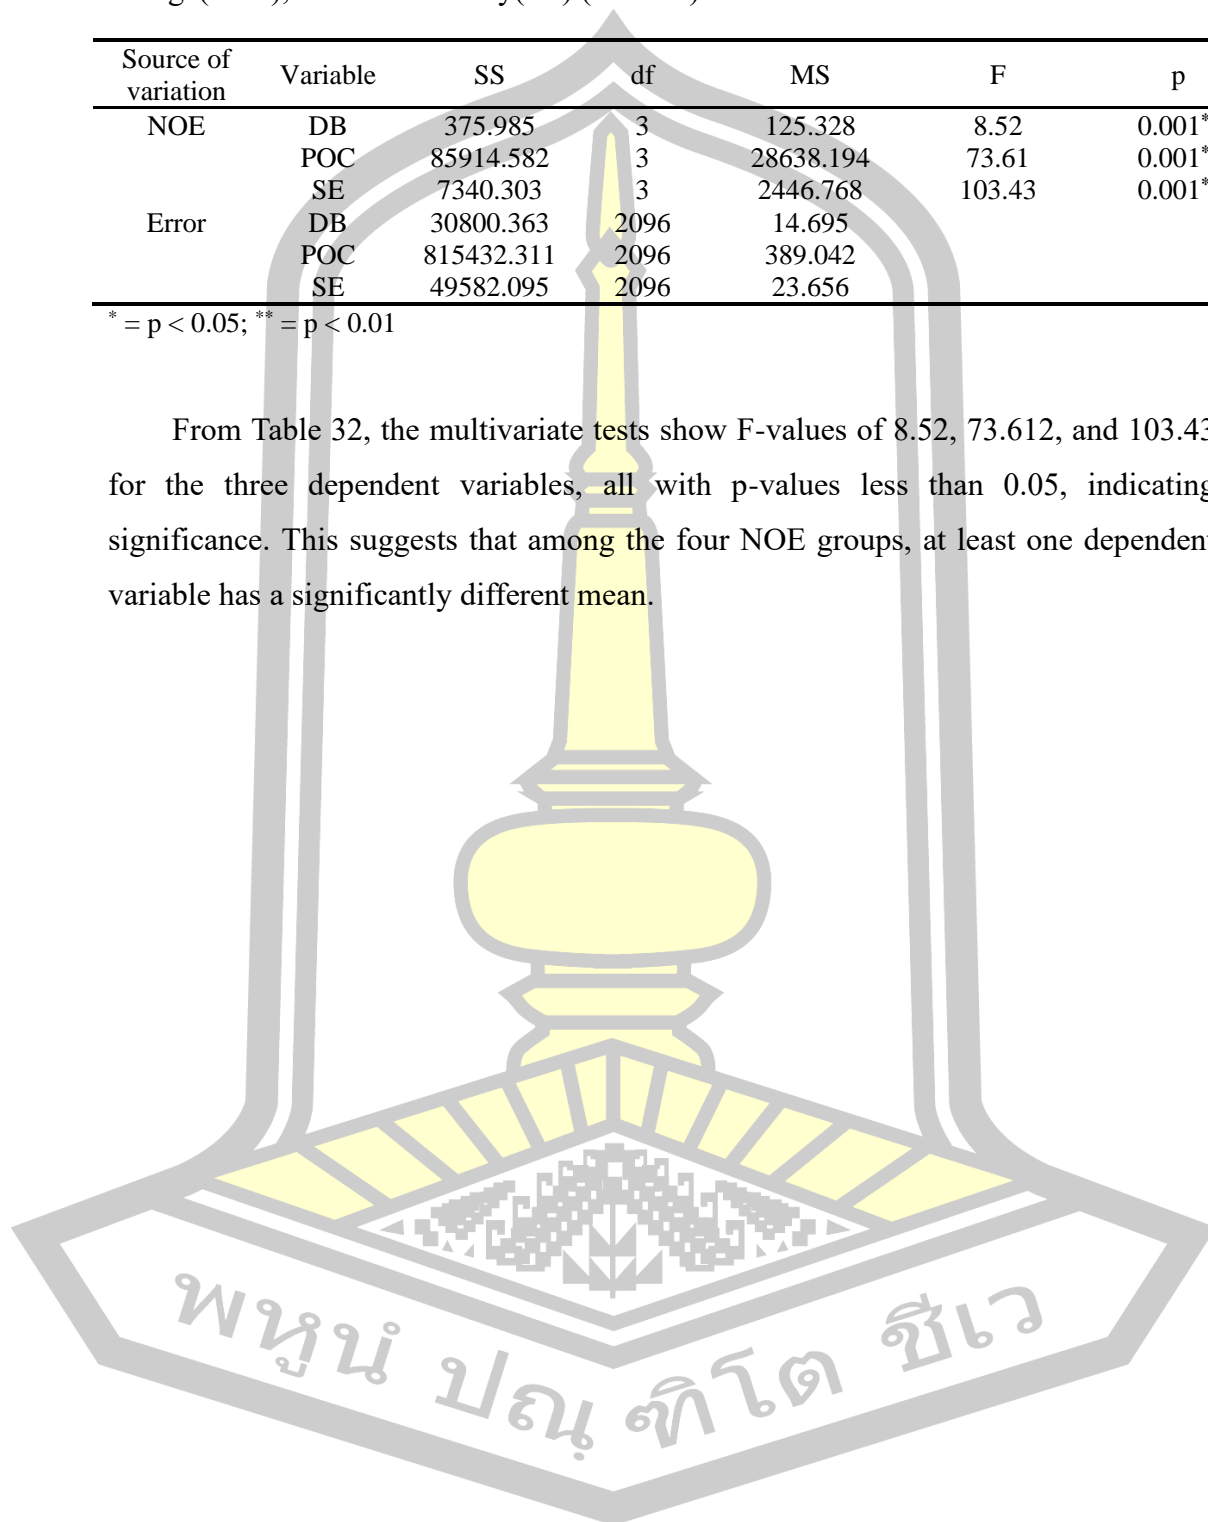 Source of variation Variable SS df MS F p
NOE DB 375.985 3 125.328 8.52 0.001*
POC 85914.582 3 28638.194 73.61 0.001*
SE 7340.303 3 2446.768 103.43 0.001*
Error DB 30800.363 2096 14.695
POC 815432.311 2096 389.042
SE 49582.095 2096 23.656
* = p < 0.05; ** = p < 0.01
From Table 32, the multivariate tests show F-values of 8.52, 73.612, and 103.43
for the three dependent variables, all with p-values less than 0.05, indicating
significance. This suggests that among the four NOE groups, at least one dependent
variable has a significantly different mean.
พหูนํ ปณฺฑิโต ชีเว